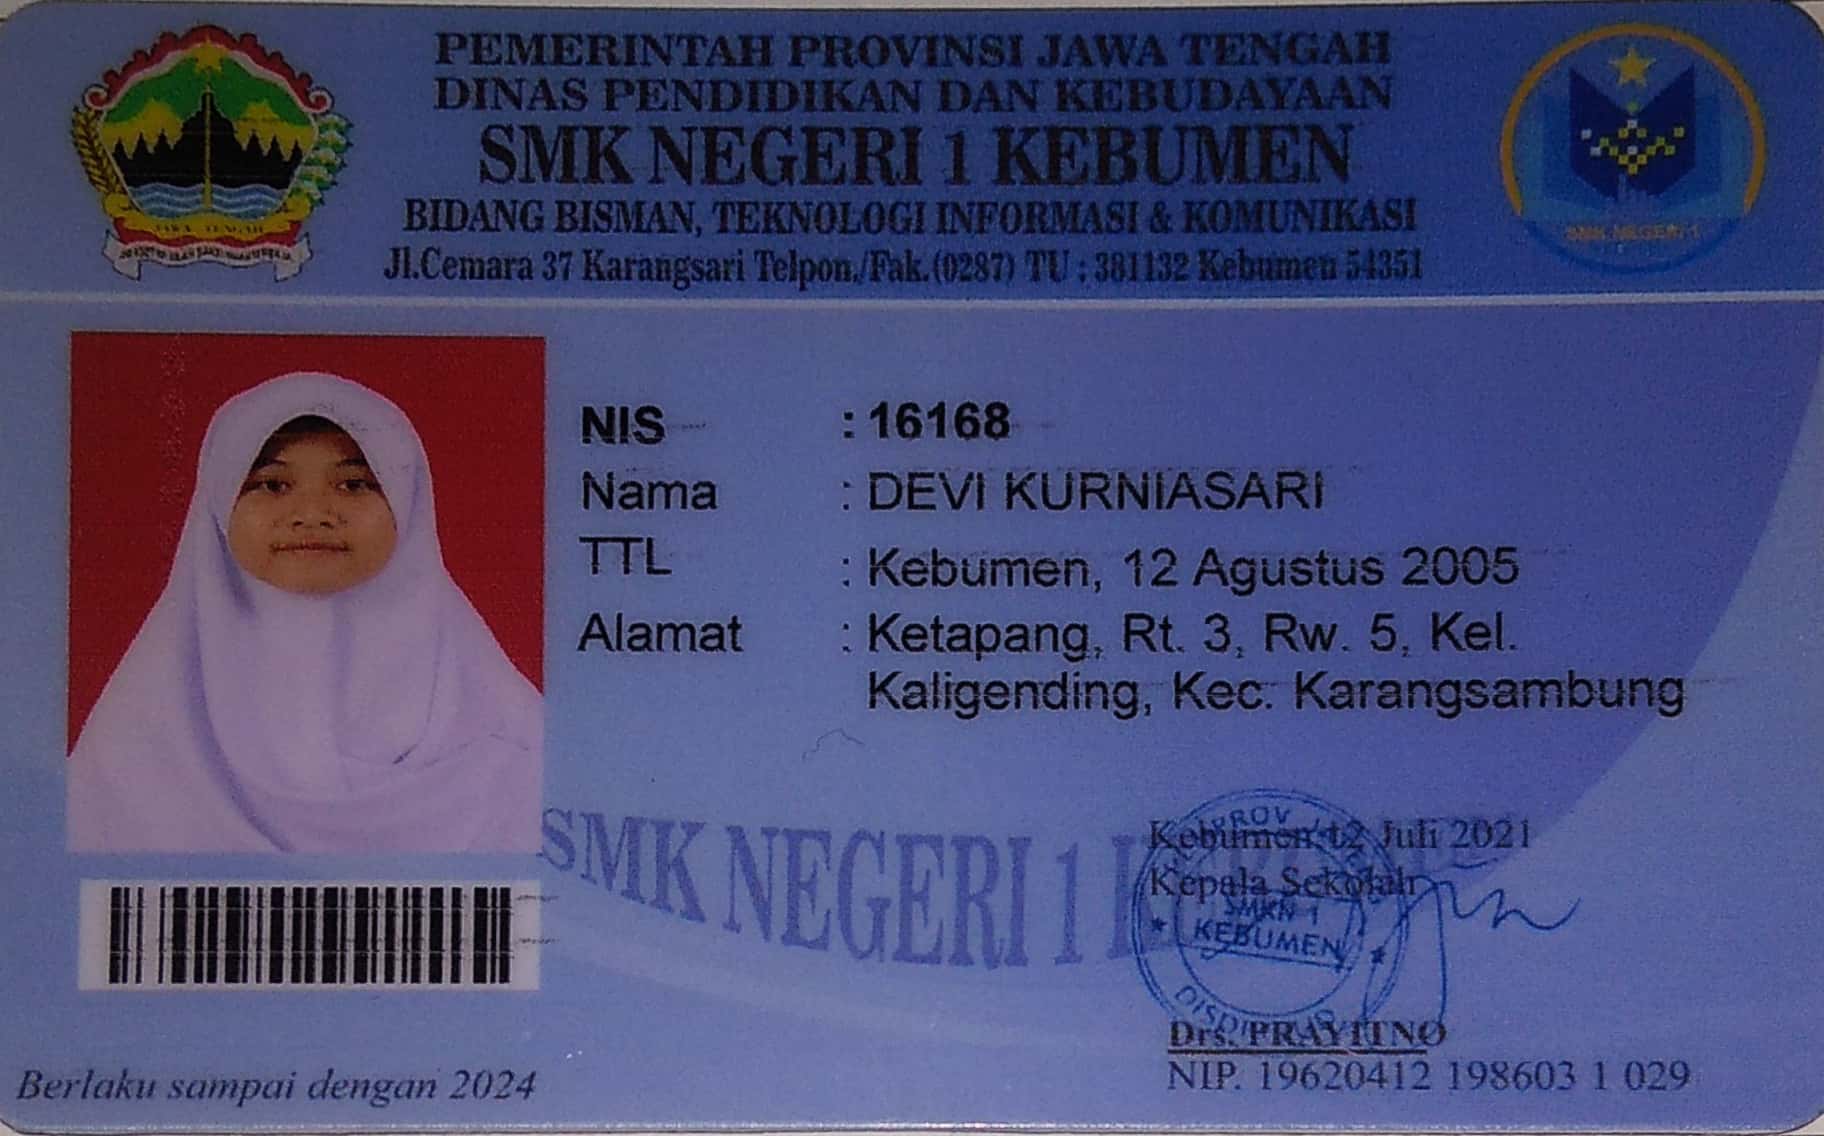 PEMERINTAH PROVINSI JAWA TENGAH
DINAS PENDIDIKAN DAN KEBUDAYAAN
SMK NEGERI 1 KEBUMEN
BIDANG BISMAN, TEKNOLOGI INFORMASI & KOMUNIKASI
Jl.Cemara 37 Karangsari Telpon./Fak.(0287) TU : 381132 Kebumen 54351
JAWA TENGAH
SMK NEGERI 1
NIS : 16168
Nama : DEVI KURNIASARI
TTL : Kebumen, 12 Agustus 2005
Alamat : Ketapang, Rt. 3, Rw. 5, Kel.
Kaligending, Kec. Karangsambung
SMK NEGERI 1
Kebumen 12 Juli 2021
Kepala Sekolah
SMKN 1
KEBUMEN
Drs. PRAYITNO
NIP. 19620412 198603 1 029
Berlaku sampai dengan 2024